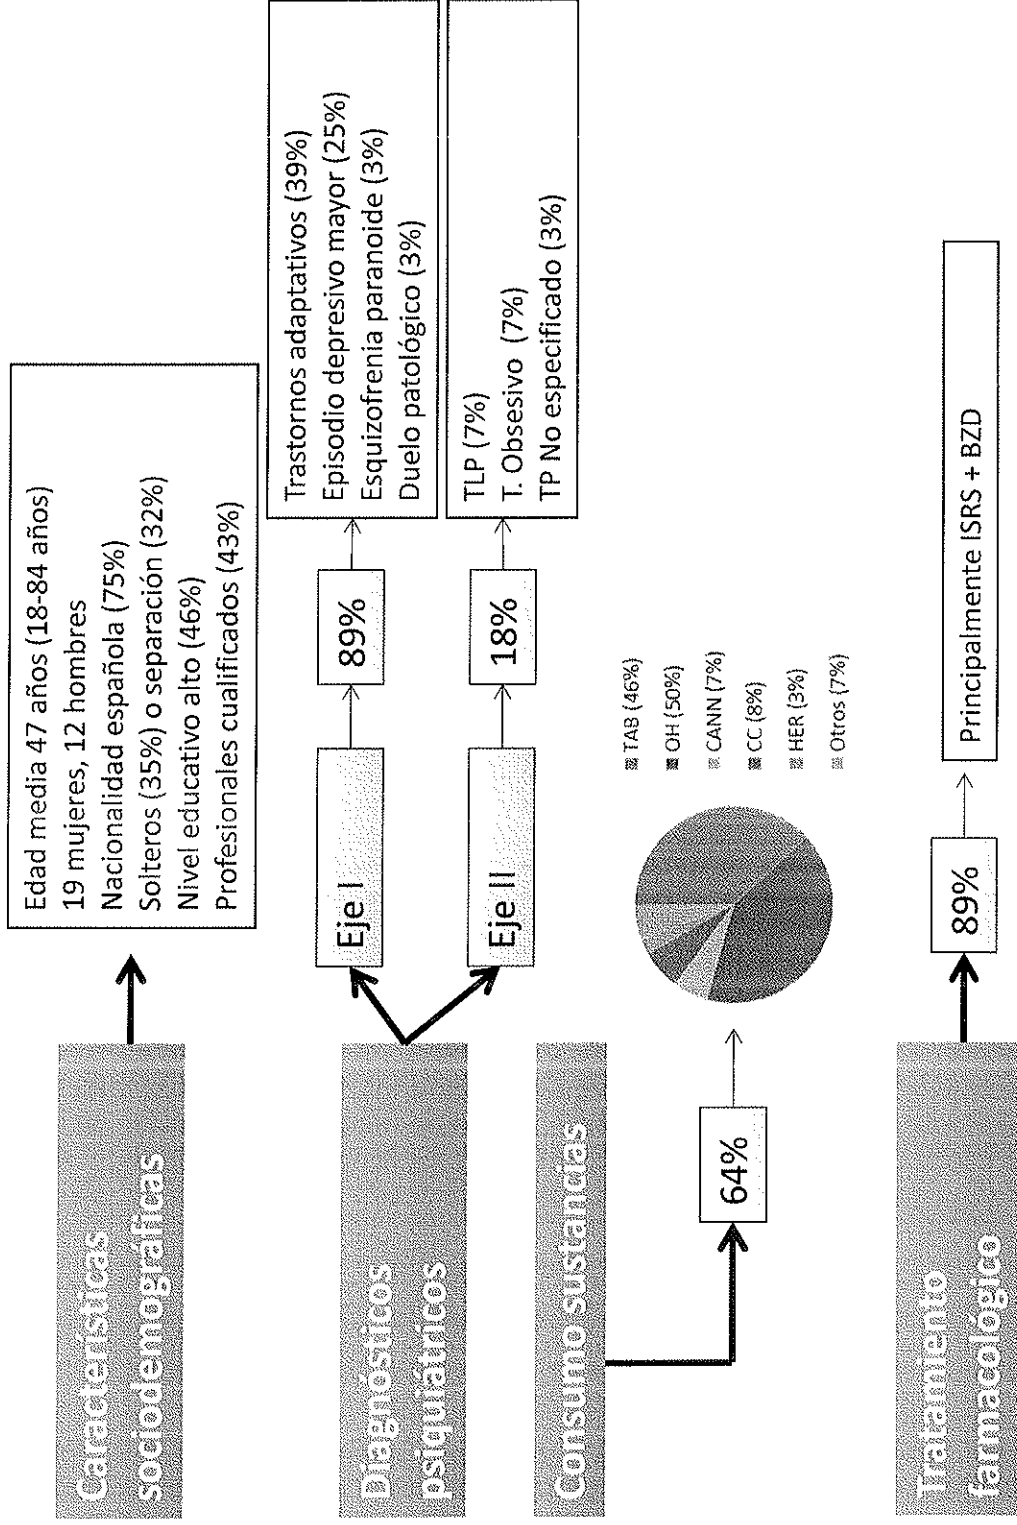 Características
sociodemográficas
Edad media 47 años (18-84 años)
19 mujeres, 12 hombres
Nacionalidad española (75%)
Solteros (35%) o separación (32%)
Nivel educativo alto (46%)
Profesionales cualificados (43%)
Diagnósticos
psiquiátricos
Eje I
89%
Trastornos adaptativos (39%)
Episodio depresivo mayor (25%)
Esquizofrenia paranoide (3%)
Duelo patológico (3%)
Eje II
18%
TLP (7%)
T. Obsesivo (7%)
TP No especificado (3%)
Consumo sustancias
64%
TAB (46%)
OH (50%)
CANN (7%)
CC (8%)
HER (3%)
Otros (7%)
Tratamiento
farmacológico
89%
Principalmente ISRS + BZD